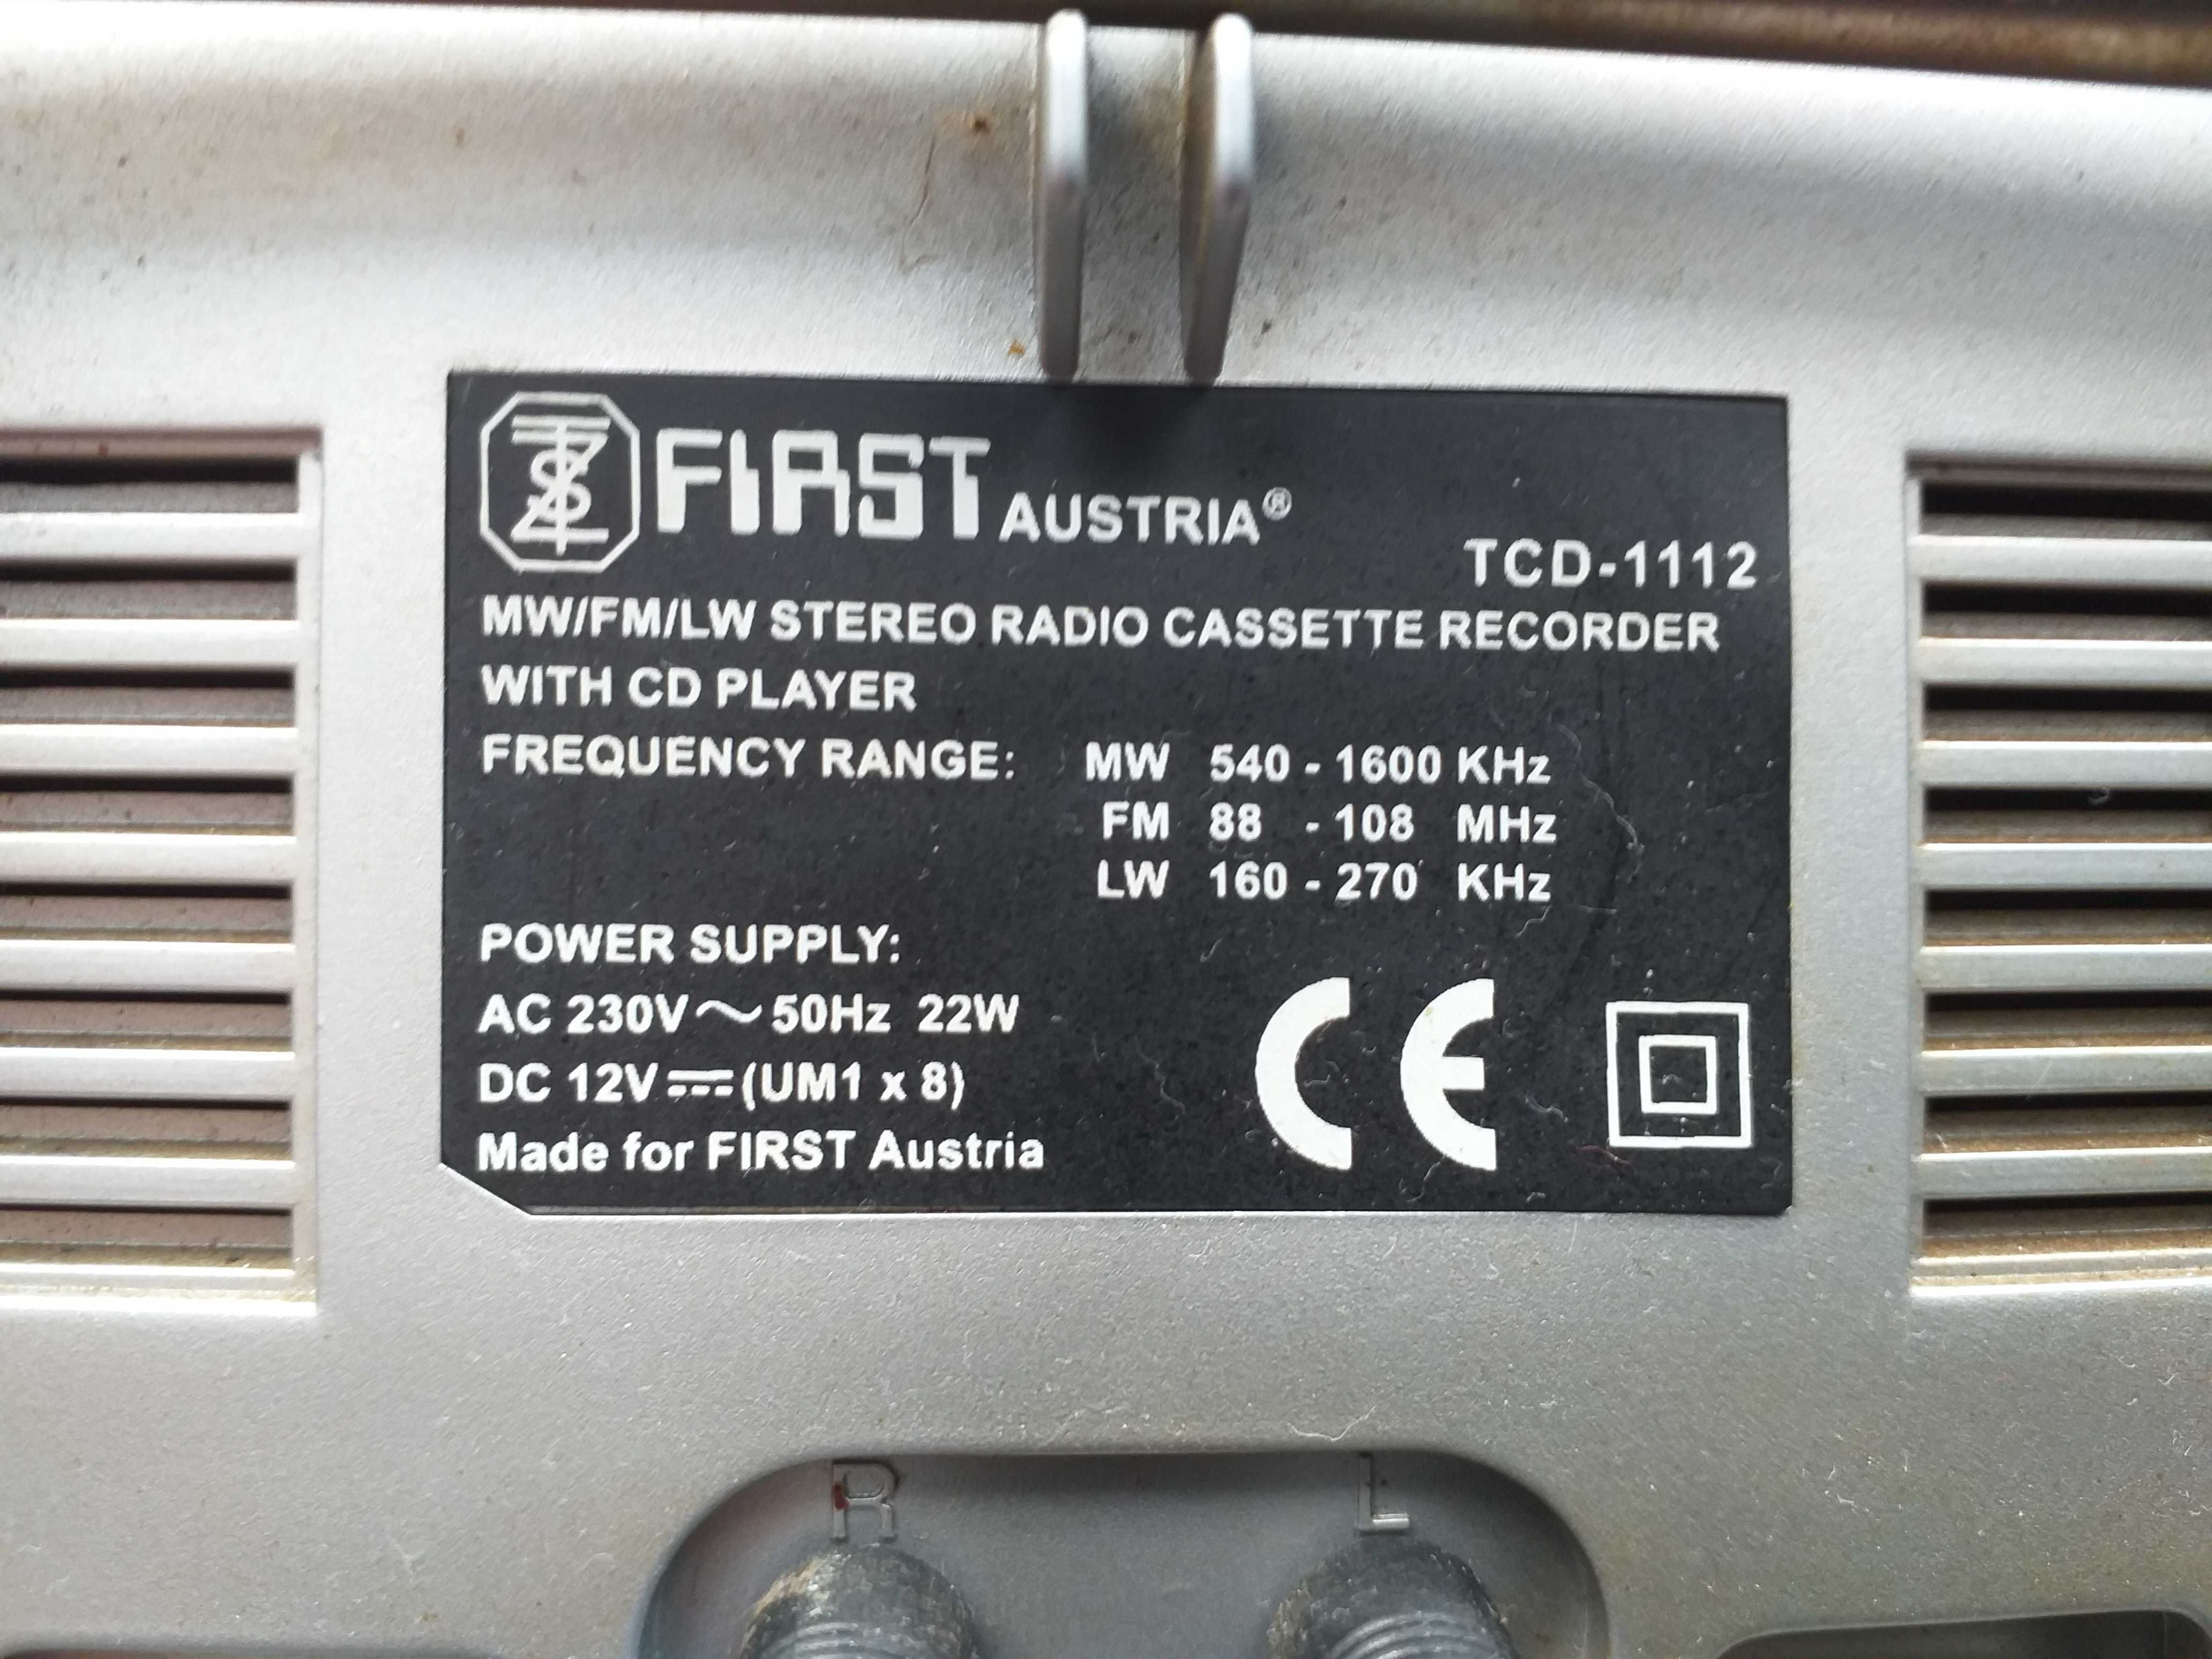 FIRST AUSTRIA®
TCD-1112
MW/FM/LW STEREO RADIO CASSETTE RECORDER
WITH CD PLAYER
FREQUENCY RANGE: MW 540 - 1600 KHz
FM 88 - 108 MHz
LW 160 - 270 KHz
POWER SUPPLY:
AC 230V～50Hz 22W
DC 12V⎓(UM1 x 8)
Made for FIRST Austria
CE
R L